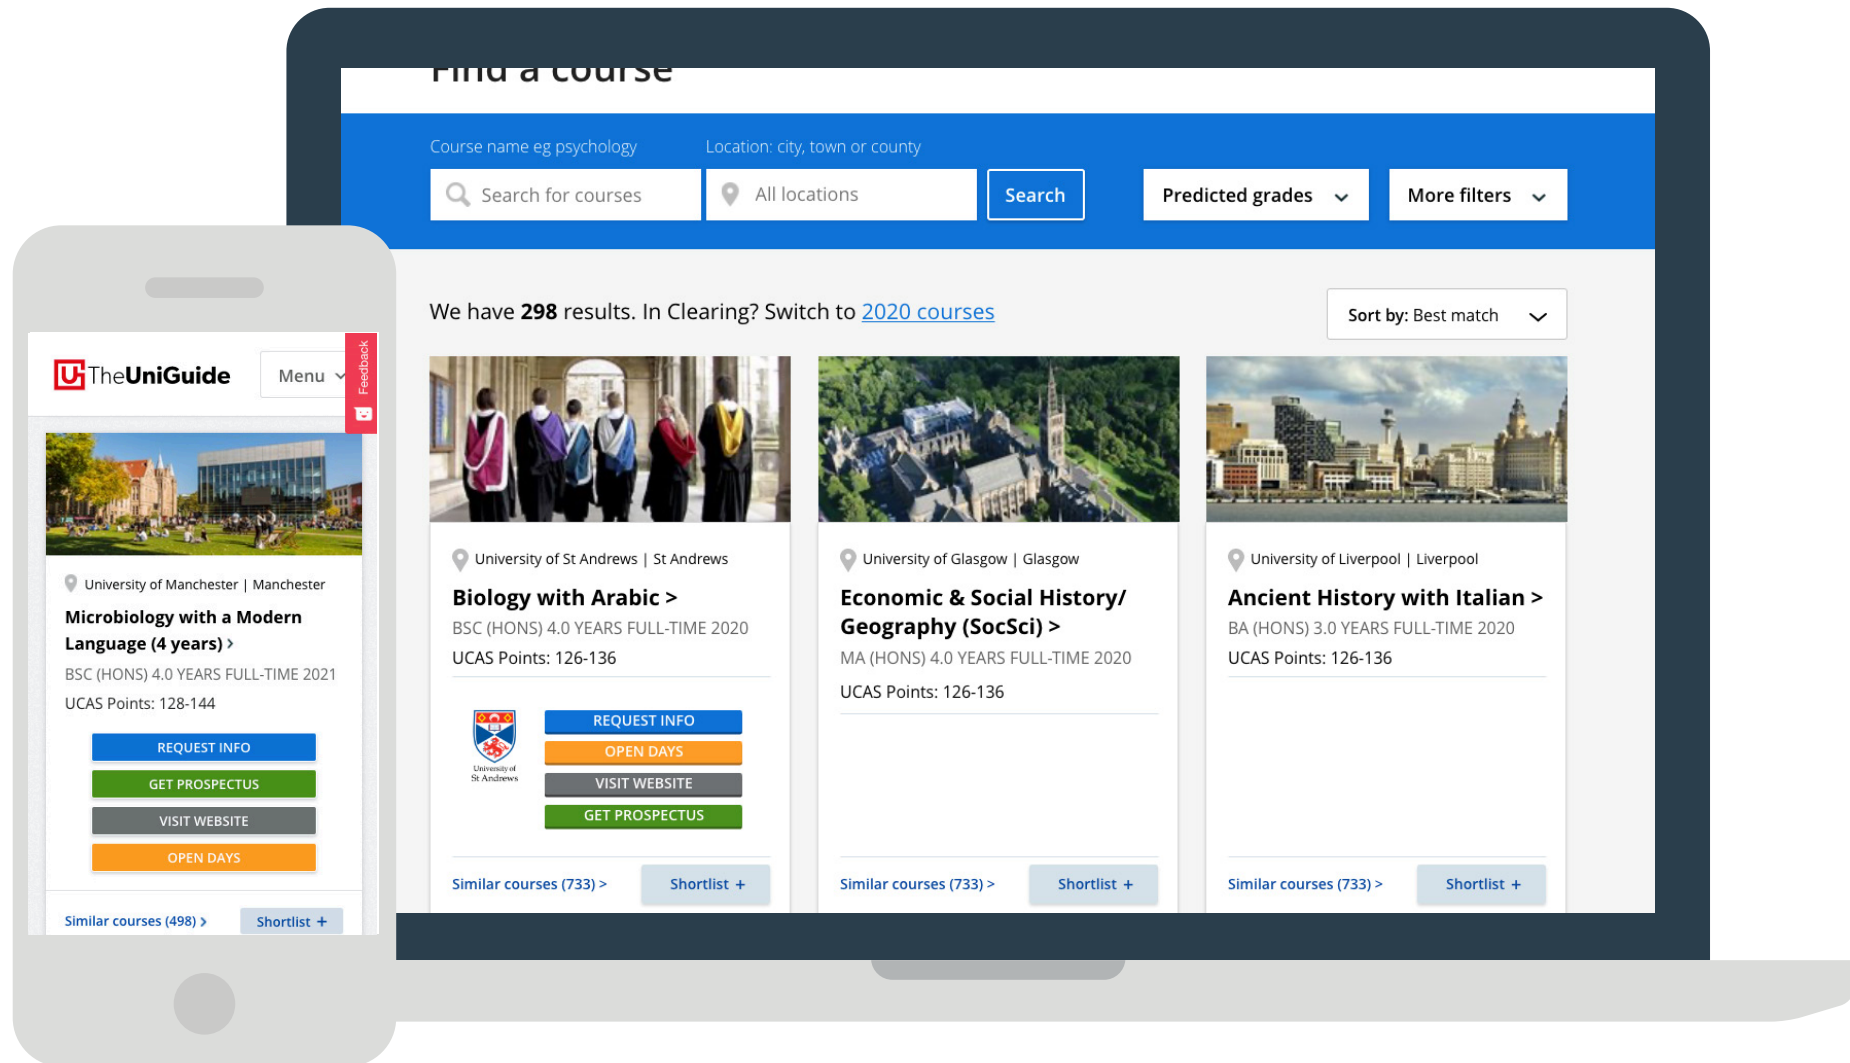 Find a course
Course name eg psychology
Location: city, town or county
Search for courses
All locations
Search
Predicted grades
More filters
We have 298 results. In Clearing? Switch to 2020 courses
Sort by: Best match
University of St Andrews | St Andrews
Biology with Arabic >
BSC (HONS) 4.0 YEARS FULL-TIME 2020
UCAS Points: 126-136
University of
St Andrews
REQUEST INFO
OPEN DAYS
VISIT WEBSITE
GET PROSPECTUS
Similar courses (733) >
Shortlist +
University of Glasgow | Glasgow
Economic & Social History/
Geography (SocSci) >
MA (HONS) 4.0 YEARS FULL-TIME 2020
UCAS Points: 126-136
Similar courses (733) >
Shortlist +
University of Liverpool | Liverpool
Ancient History with Italian >
BA (HONS) 3.0 YEARS FULL-TIME 2020
UCAS Points: 126-136
Similar courses (733) >
Shortlist +
U TheUniGuide
Menu
Feedback
University of Manchester | Manchester
Microbiology with a Modern
Language (4 years) >
BSC (HONS) 4.0 YEARS FULL-TIME 2021
UCAS Points: 128-144
REQUEST INFO
GET PROSPECTUS
VISIT WEBSITE
OPEN DAYS
Similar courses (498) >
Shortlist +